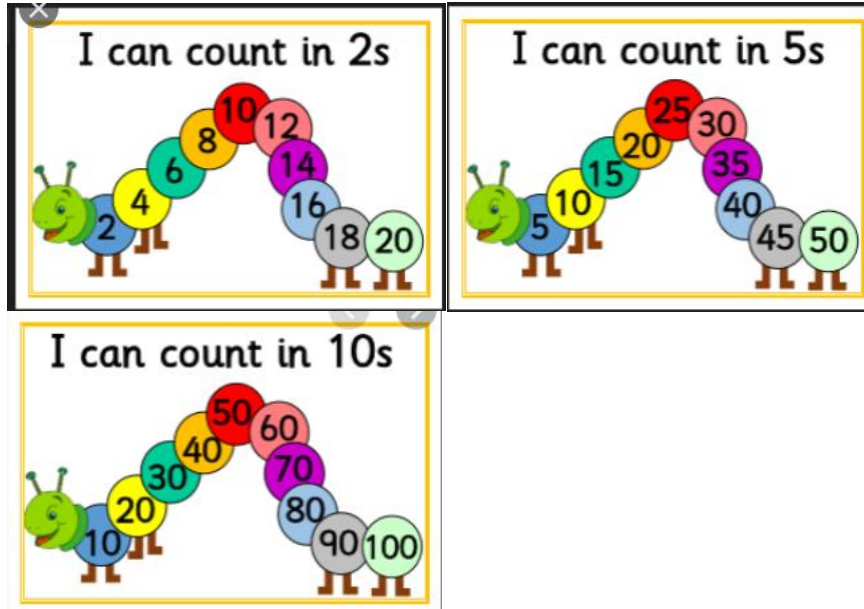 I can count in 2s
2 4 6 8 10 12 14 16 18 20
I can count in 5s
5 10 15 20 25 30 35 40 45 50
I can count in 10s
10 20 30 40 50 60 70 80 90 100